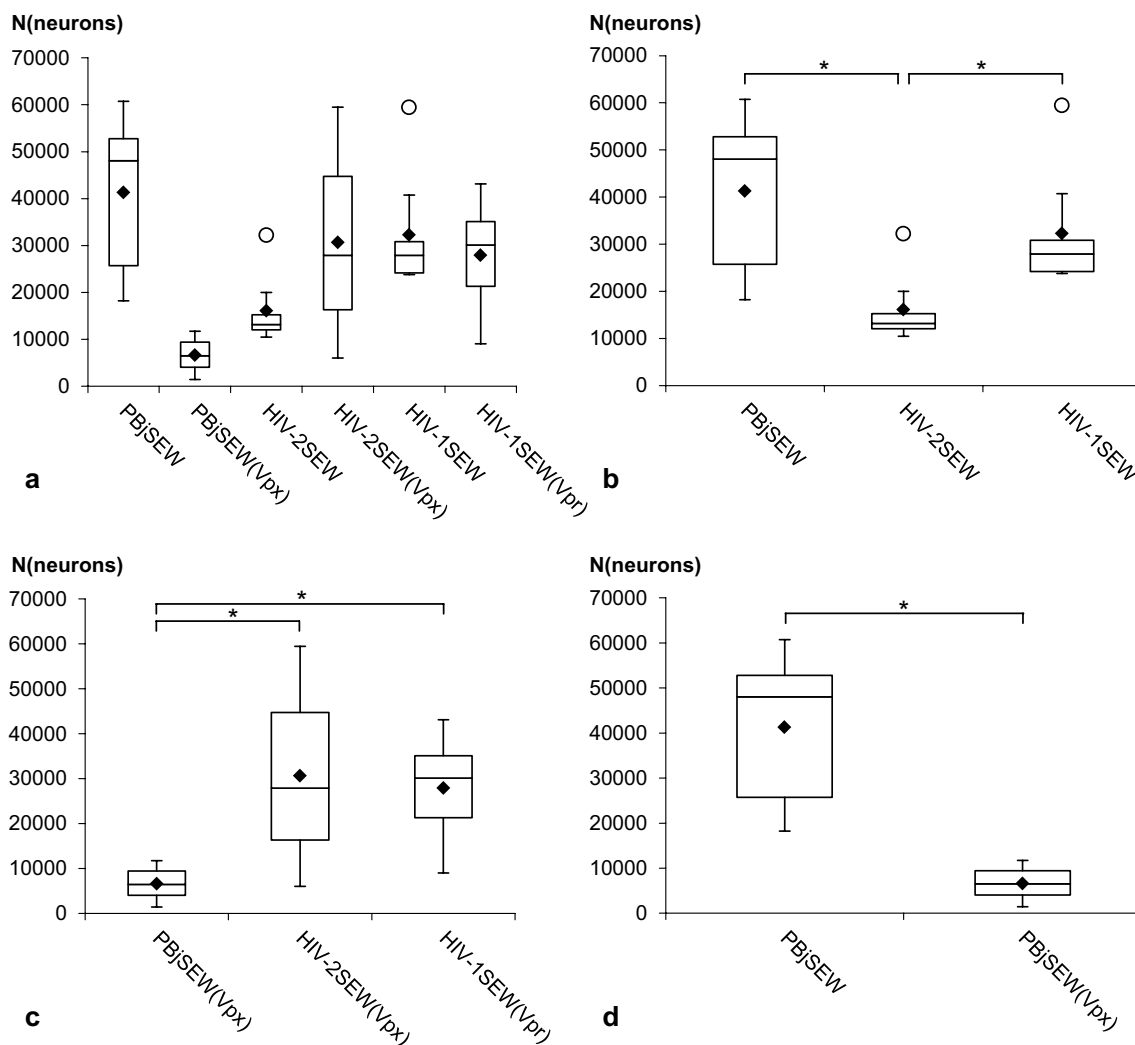 N(neurons)
70000
60000
50000
40000
30000
20000
10000
0
PBjSEW
PBjSEW(Vpx)
HIV-2SEW
HIV-2SEW(Vpx)
HIV-1SEW
HIV-1SEW(Vpr)
a
N(neurons)
70000
60000
50000
40000
30000
20000
10000
0
*
*
PBjSEW
HIV-2SEW
HIV-1SEW
b
N(neurons)
70000
60000
50000
40000
30000
20000
10000
0
*
*
PBjSEW(Vpx)
HIV-2SEW(Vpx)
HIV-1SEW(Vpr)
c
N(neurons)
70000
60000
50000
40000
30000
20000
10000
0
*
PBjSEW
PBjSEW(Vpx)
d